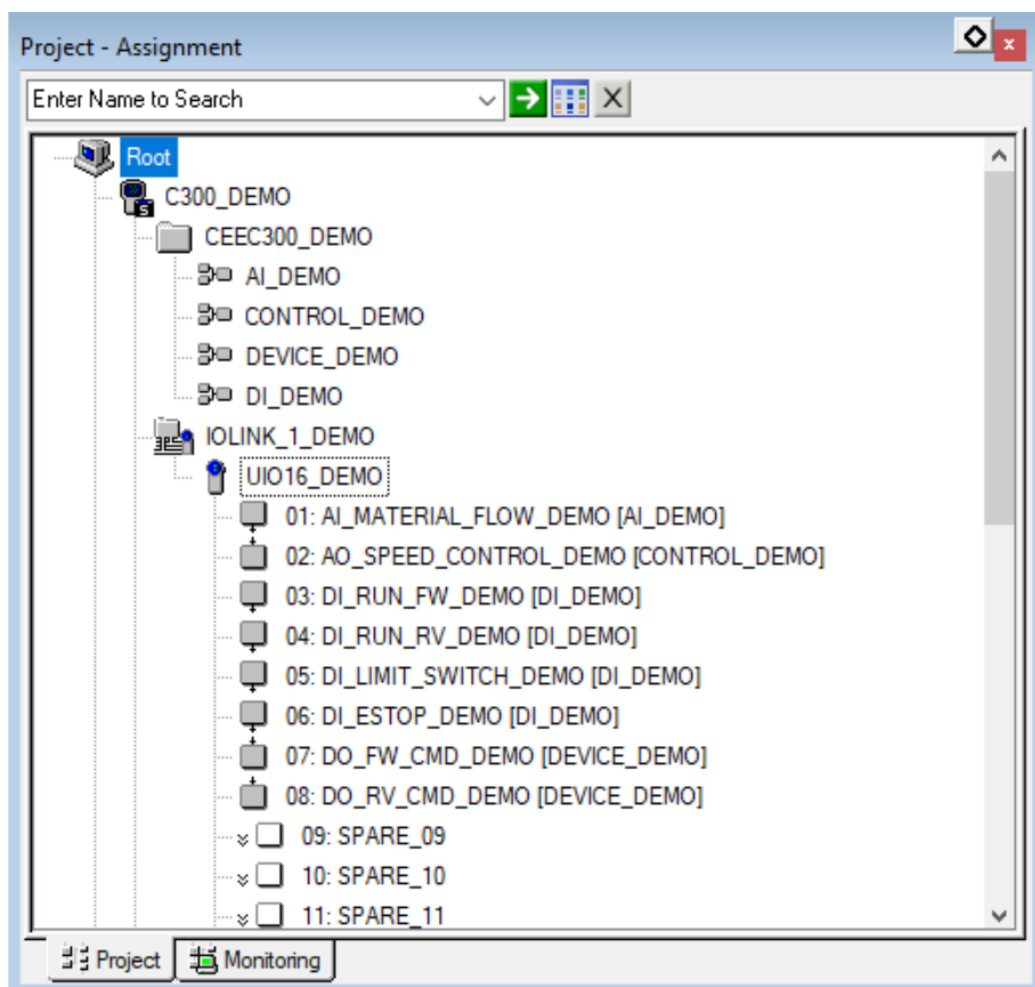 Project - Assignment
Enter Name to Search
Root
C300_DEMO
CEEC300_DEMO
AI_DEMO
CONTROL_DEMO
DEVICE_DEMO
DI_DEMO
IOLINK_1_DEMO
UIO16_DEMO
01: AI_MATERIAL_FLOW_DEMO [AI_DEMO]
02: AO_SPEED_CONTROL_DEMO [CONTROL_DEMO]
03: DI_RUN_FW_DEMO [DI_DEMO]
04: DI_RUN_RV_DEMO [DI_DEMO]
05: DI_LIMIT_SWITCH_DEMO [DI_DEMO]
06: DI_ESTOP_DEMO [DI_DEMO]
07: DO_FW_CMD_DEMO [DEVICE_DEMO]
08: DO_RV_CMD_DEMO [DEVICE_DEMO]
09: SPARE_09
10: SPARE_10
11: SPARE_11
Project Monitoring